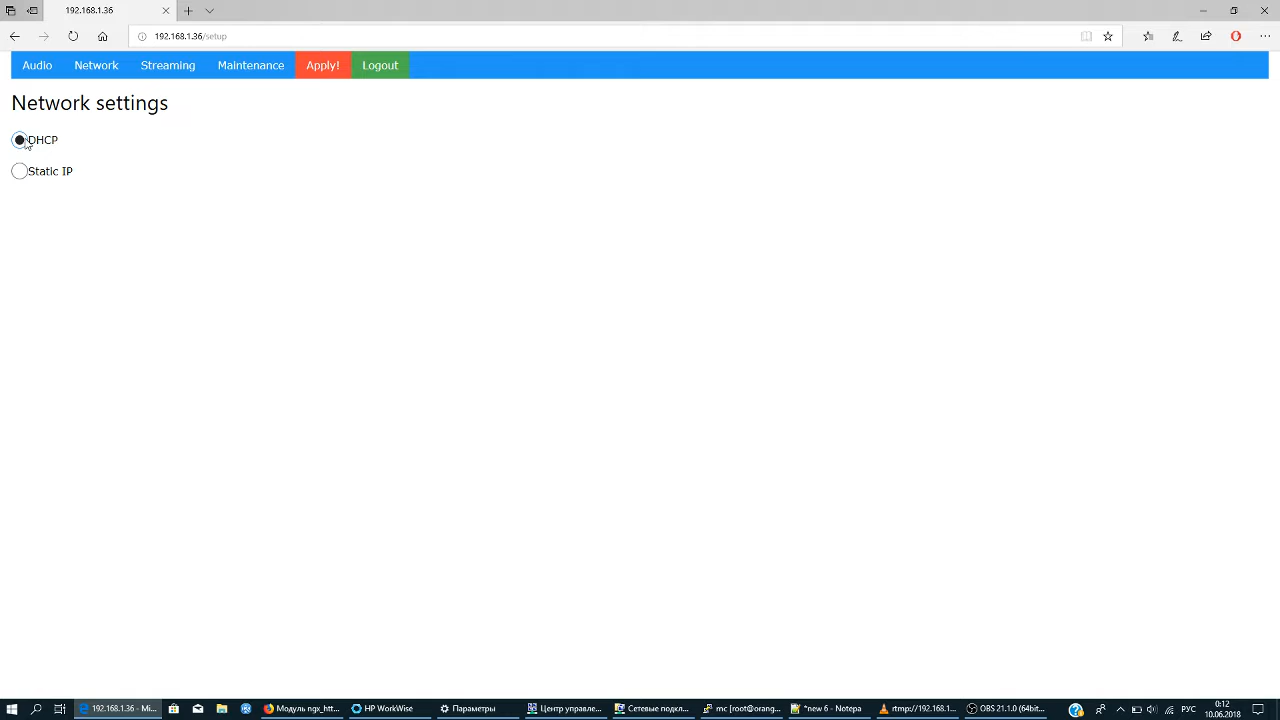 192.168.1.36
192.168.1.36/setup
Audio Network Streaming Maintenance Apply! Logout
Network settings
DHCP
Static IP
192.168.1.36 - Mi...
Модуль ngx_htt...
HP WorkWise
Параметры
Центр управле...
Сетевые подкл...
mc [root@orang...
*new 6 - Notepa...
rtmp://192.168.1...
OBS 21.1.0 (64bit...
РУС
0:12
10.06.2018